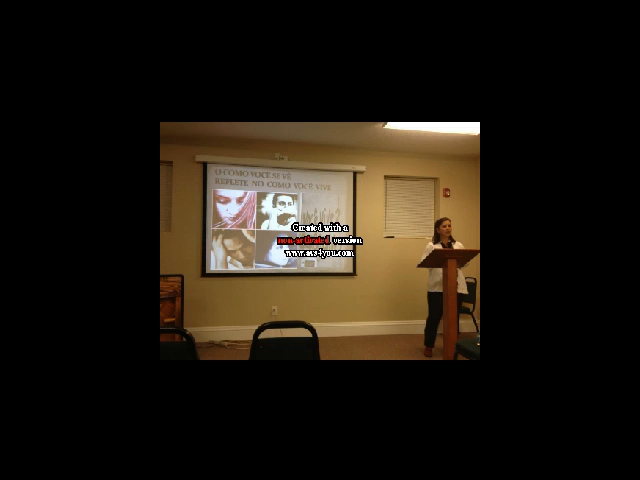 O COMO VOCÊ SE VÊ
REFLETE NO COMO VOCÊ VIVE
Created with a
non-activated version
www.avs4you.com